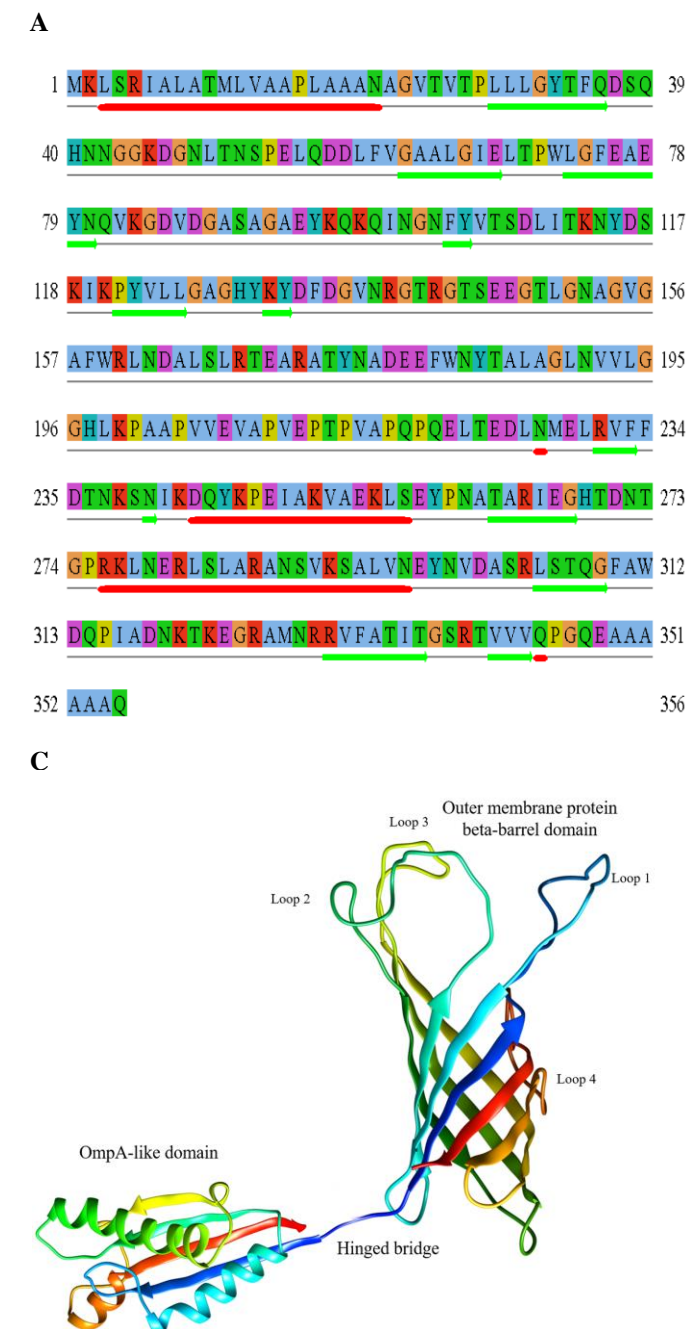 A
1 MKLSRIALATMLVAAPLAAANAGVTVTPLLLGYTFQDSQ 39
40 HNNGGKDGNLTNSPELQDDLFVGAALGIELTPWLGFEAE 78
79 YNQVKGDVDGASAGAEYKQKQINGNFYVTSDLITKNYDS 117
118 KIKPYVLLGAGHYKYDFDGVNRGTRGTSEEGTLGNAGVG 156
157 AFWRLNDALSLRTEARATYNADEEFWNYTALAGLNVVLG 195
196 GHLKPAAPVVEVAPVEPTPVAPQPQELTEDLNMELRVFF 234
235 DTNKSNIKDQYKPEIAKVAEKLSEYPNATARIEGHTDNT 273
274 GPRKLNERLSLARANSVKSALVNEYNVDASRLSTQGFAW 312
313 DQPIADNKTKEGRAMNRRVFATITGSRTVVVQPGQEAAA 351
352 AAAQ 356
C
Outer membrane protein
beta-barrel domain
Loop 3
Loop 1
Loop 2
Loop 4
OmpA-like domain
Hinged bridge